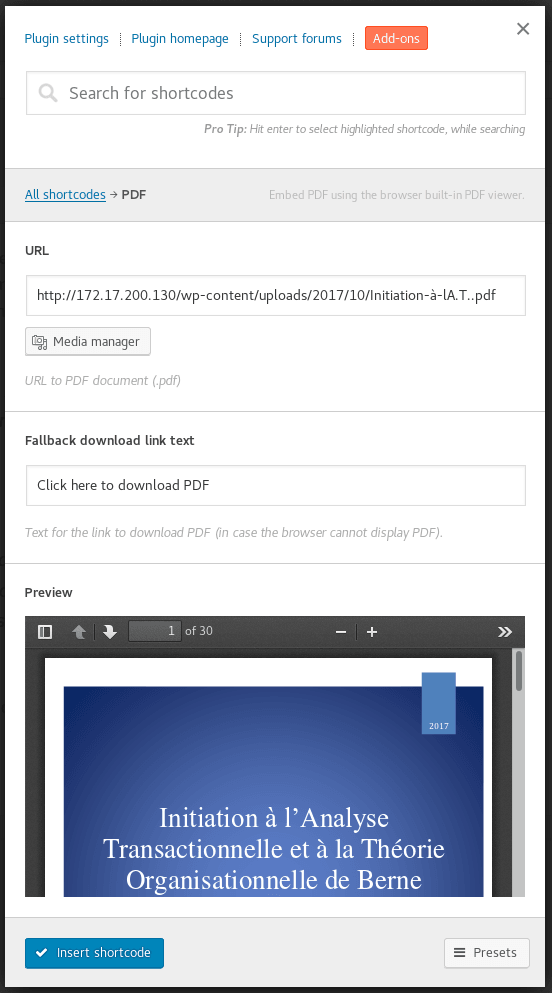 Plugin settings Plugin homepage Support forums Add-ons
Search for shortcodes
Pro Tip: Hit enter to select highlighted shortcode, while searching
All shortcodes → PDF Embed PDF using the browser built-in PDF viewer.
URL
http://172.17.200.130/wp-content/uploads/2017/10/Initiation-à-lA.T..pdf
Media manager
URL to PDF document (.pdf)
Fallback download link text
Click here to download PDF
Text for the link to download PDF (in case the browser cannot display PDF).
Preview
1 of 30
2017
Initiation à l’Analyse
Transactionnelle et à la Théorie
Organisationnelle de Berne
Insert shortcode Presets